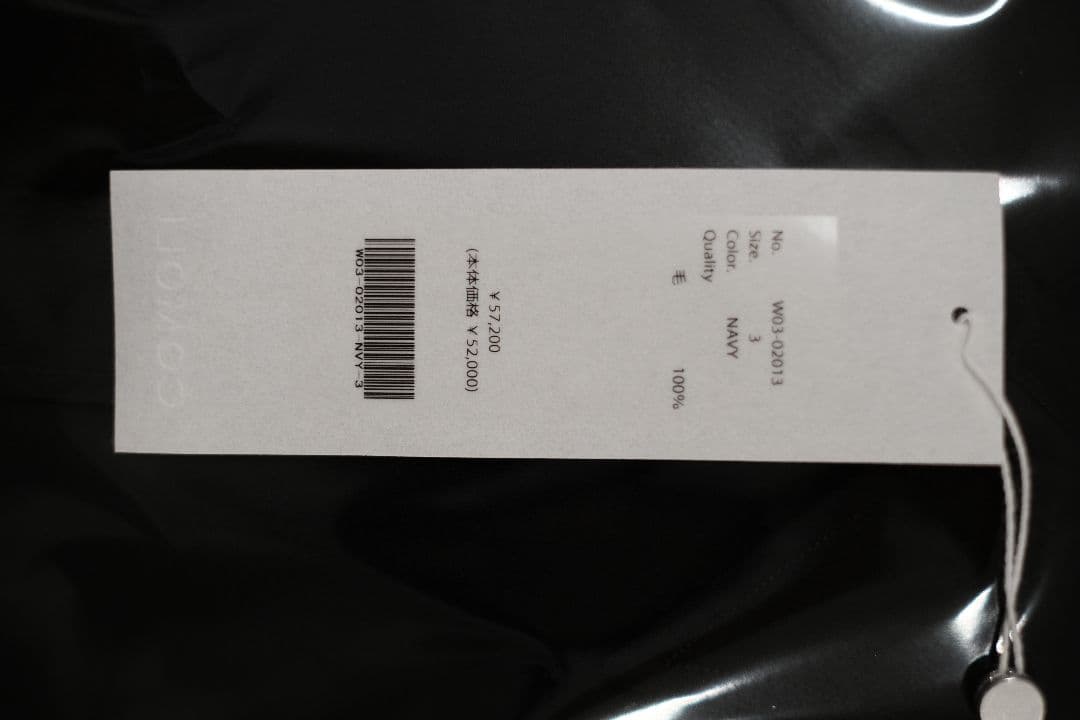 No. W03-02013
Size. 3
Color. NAVY
Quality
毛 100%
¥57,200
(本体価格 ¥52,000)
W03-02013-NVY-3
COMOLI